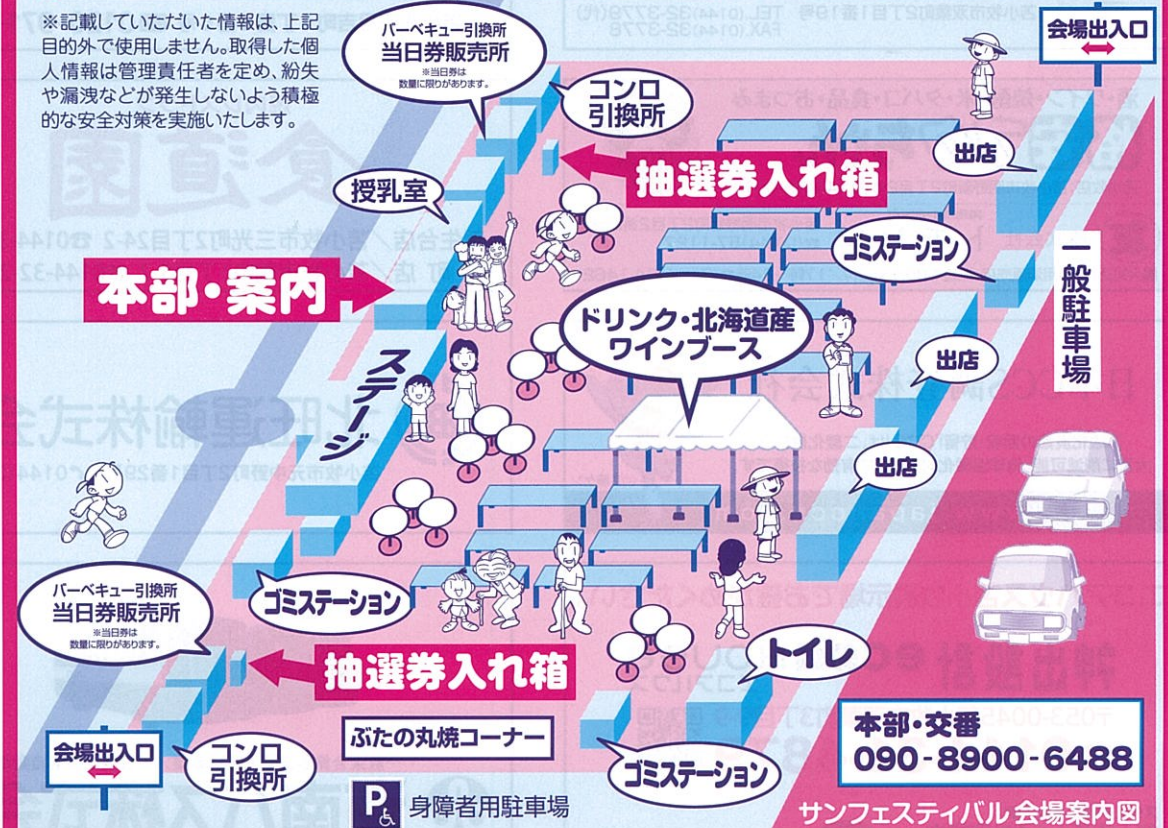 ※記載していただいた情報は、上記
目的外で使用しません。取得した個
人情報は管理責任者を定め、紛失
や漏洩などが発生しないよう積極
的な安全対策を実施いたします。
バーベキュー引換所
当日券販売所
※当日券は
数量に限りがあります。
コンロ
引換所
会場出入口
抽選券入れ箱
出店
授乳室
ゴミステーション
本部・案内
一般駐車場
ドリンク・北海道産
ワインブース
ステージ
出店
出店
バーベキュー引換所
当日券販売所
※当日券は
数量に限りがあります。
ゴミステーション
抽選券入れ箱
トイレ
会場出入口
コンロ
引換所
ぶたの丸焼コーナー
ゴミステーション
本部・交番
090-8900-6488
P
身障者用駐車場
サンフェスティバル 会場案内図